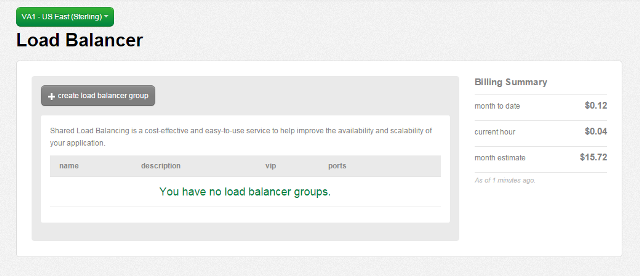 VA1 - US East (Sterling)
Load Balancer
create load balancer group
Shared Load Balancing is a cost-effective and easy-to-use service to help improve the availability and scalability of
your application.
name description vip ports
You have no load balancer groups.
Billing Summary
month to date $0.12
current hour $0.04
month estimate $15.72
As of 1 minutes ago